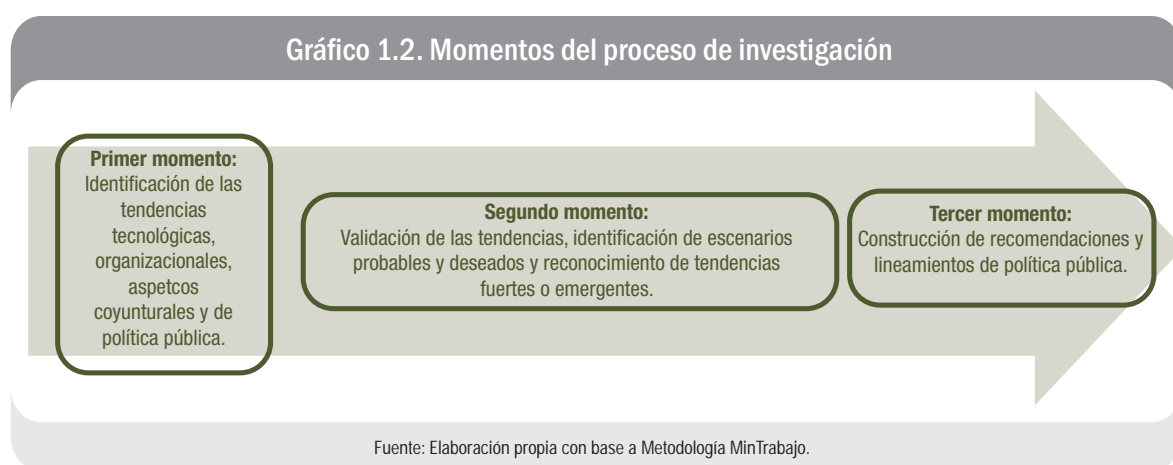 Gráfico 1.2. Momentos del proceso de investigación
Primer momento:
Identificación de las
tendencias
tecnológicas,
organizacionales,
aspetcos
coyunturales y de
política pública.
Segundo momento:
Validación de las tendencias, identificación de escenarios
probables y deseados y reconocimiento de tendencias
fuertes o emergentes.
Tercer momento:
Construcción de recomendaciones y
lineamientos de política pública.
Fuente: Elaboración propia con base a Metodología MinTrabajo.